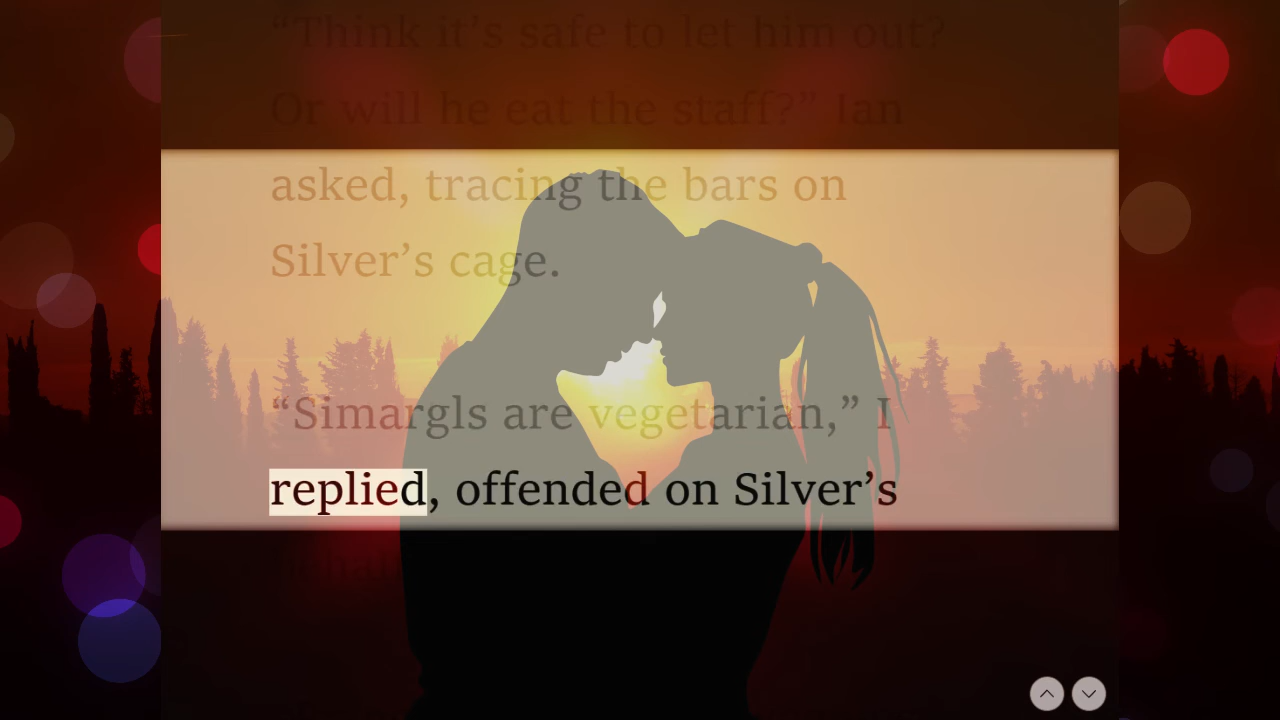 “Think it’s safe to let him out?
Or will he eat the staff?” Ian
asked, tracing the bars on
Silver’s cage.
“Simargls are vegetarian,” I
replied, offended on Silver’s